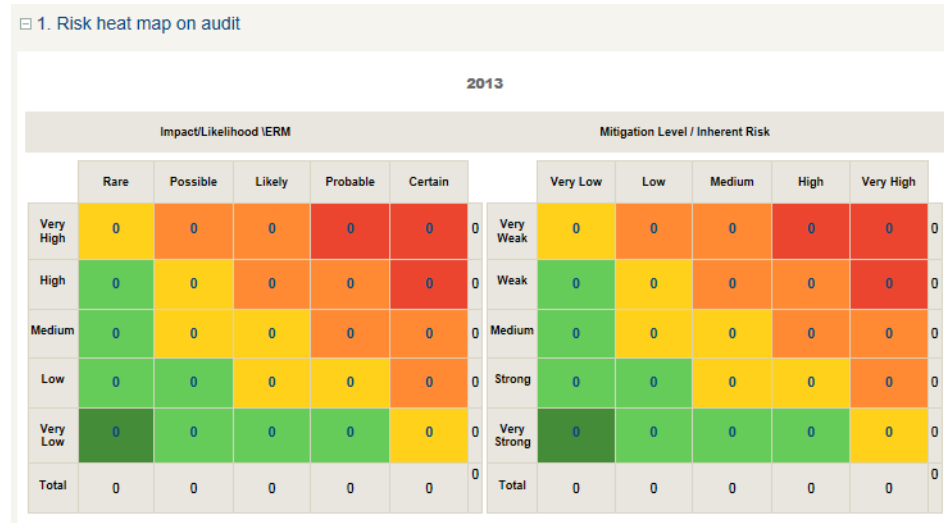 1. Risk heat map on audit
2013
Impact/Likelihood \ERM Mitigation Level / Inherent Risk
Rare Possible Likely Probable Certain Very Low Low Medium High Very High
Very High 0 0 0 0 0 0 Very Weak 0 0 0 0 0 0
High 0 0 0 0 0 0 Weak 0 0 0 0 0 0
Medium 0 0 0 0 0 0 Medium 0 0 0 0 0 0
Low 0 0 0 0 0 0 Strong 0 0 0 0 0 0
Very Low 0 0 0 0 0 0 Very Strong 0 0 0 0 0 0
Total 0 0 0 0 0 0 Total 0 0 0 0 0 0